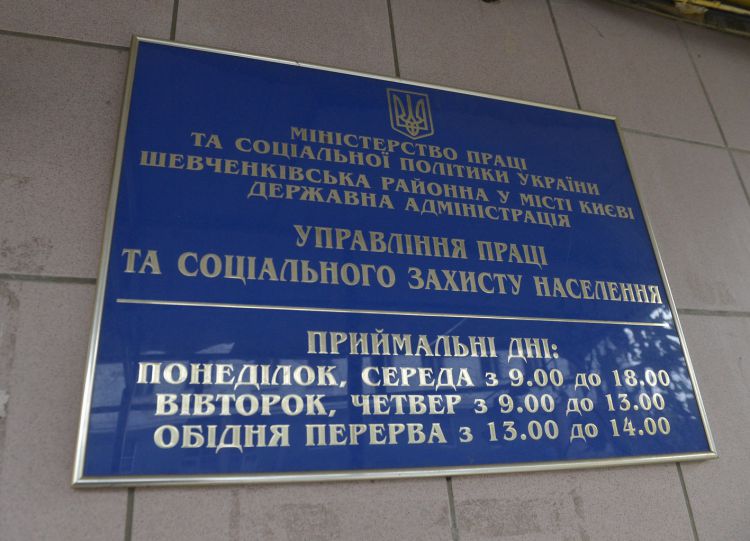 МІНІСТЕРСТВО ПРАЦІ
ТА СОЦІАЛЬНОЇ ПОЛІТИКИ УКРАЇНИ
ШЕВЧЕНКІВСЬКА РАЙОННА У МІСТІ КИЄВІ
ДЕРЖАВНА АДМІНІСТРАЦІЯ
УПРАВЛІННЯ ПРАЦІ
ТА СОЦІАЛЬНОГО ЗАХИСТУ НАСЕЛЕННЯ
ПРИЙМАЛЬНІ ДНІ:
ПОНЕДІЛОК, СЕРЕДА з 9.00 до 18.00
ВІВТОРОК, ЧЕТВЕР з 9.00 до 13.00
ОБІДНЯ ПЕРЕРВА з 13.00 до 14.00